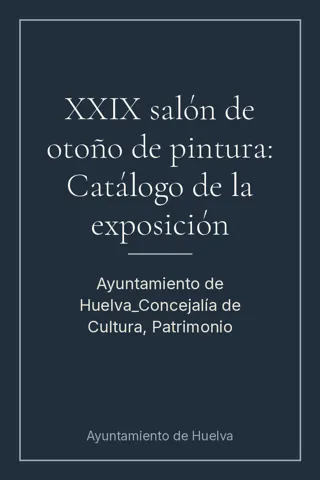 XXIX salón de
otoño de pintura:
Catálogo de la
exposición
Ayuntamiento de
Huelva_Concejalía de
Cultura, Patrimonio
Ayuntamiento de Huelva